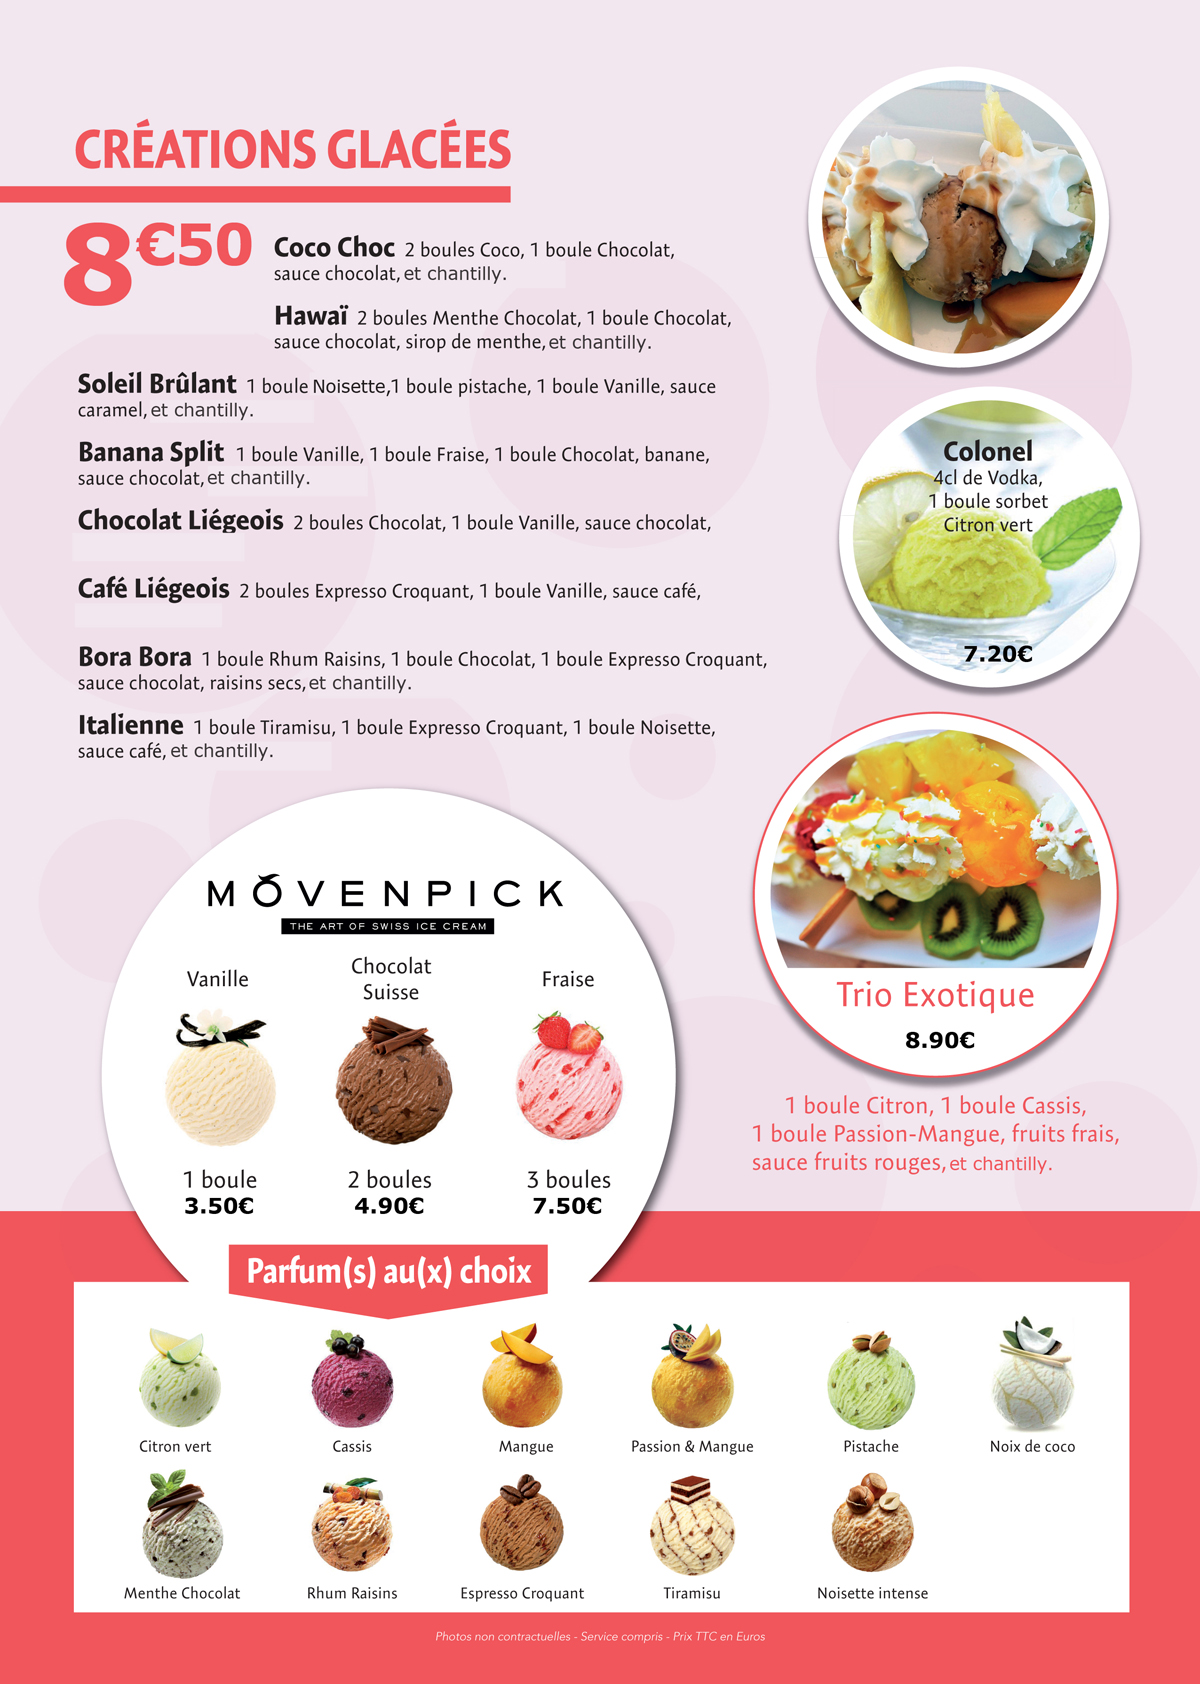 CRÉATIONS GLACÉES
8€50
Coco Choc 2 boules Coco, 1 boule Chocolat,
sauce chocolat, et chantilly.
Hawaï 2 boules Menthe Chocolat, 1 boule Chocolat,
sauce chocolat, sirop de menthe, et chantilly.
Soleil Brûlant 1 boule Noisette,1 boule pistache, 1 boule Vanille, sauce
caramel, et chantilly.
Banana Split 1 boule Vanille, 1 boule Fraise, 1 boule Chocolat, banane,
sauce chocolat, et chantilly.
Chocolat Liégeois 2 boules Chocolat, 1 boule Vanille, sauce chocolat,
Café Liégeois 2 boules Expresso Croquant, 1 boule Vanille, sauce café,
Bora Bora 1 boule Rhum Raisins, 1 boule Chocolat, 1 boule Expresso Croquant,
sauce chocolat, raisins secs, et chantilly.
Italienne 1 boule Tiramisu, 1 boule Expresso Croquant, 1 boule Noisette,
sauce café, et chantilly.
Colonel
4cl de Vodka,
1 boule sorbet
Citron vert
7.20€
Trio Exotique
8.90€
1 boule Citron, 1 boule Cassis,
1 boule Passion-Mangue, fruits frais,
sauce fruits rouges, et chantilly.
MÖVENPICK
THE ART OF SWISS ICE CREAM
Vanille
Chocolat
Suisse
Fraise
1 boule
3.50€
2 boules
4.90€
3 boules
7.50€
Parfum(s) au(x) choix
Citron vert
Cassis
Mangue
Passion & Mangue
Pistache
Noix de coco
Menthe Chocolat
Rhum Raisins
Espresso Croquant
Tiramisu
Noisette intense
Photos non contractuelles - Service compris - Prix TTC en Euros